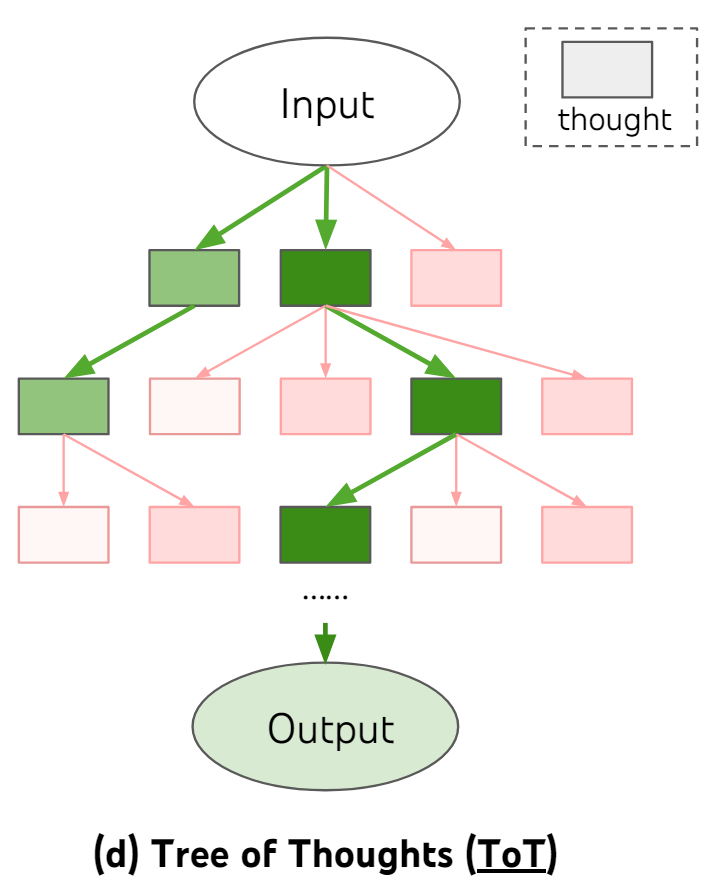 Input
thought
......
Output
(d) Tree of Thoughts (ToT)